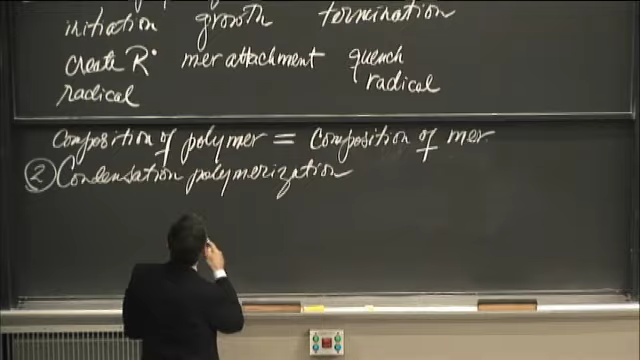 initiation growth termination
create R• mer attachment quench
radical radical
Composition of polymer = Composition of mer
② Condensation polymerization